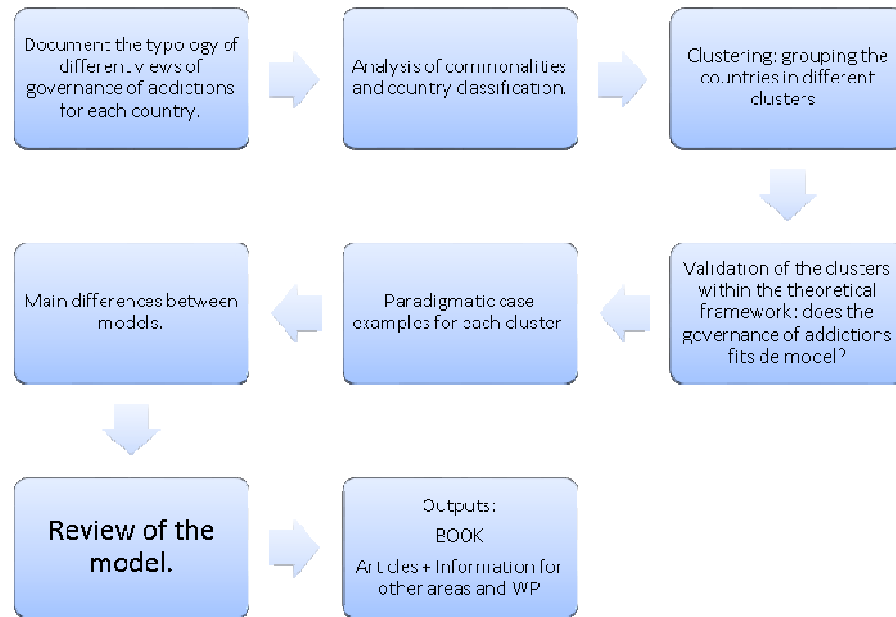 Document the typology of
different views of
governance of addictions
for each country.
Analysis of commonalities
and country classification.
Clustering: grouping the
countries in different
clusters
Validation of the clusters
within the theoretical
framework: does the
governance of addictions
fits de model?
Paradigmatic case
examples for each cluster
Main differences between
models.
Review of the
model.
Outputs:
BOOK
Articles + Information for
other areas and WP